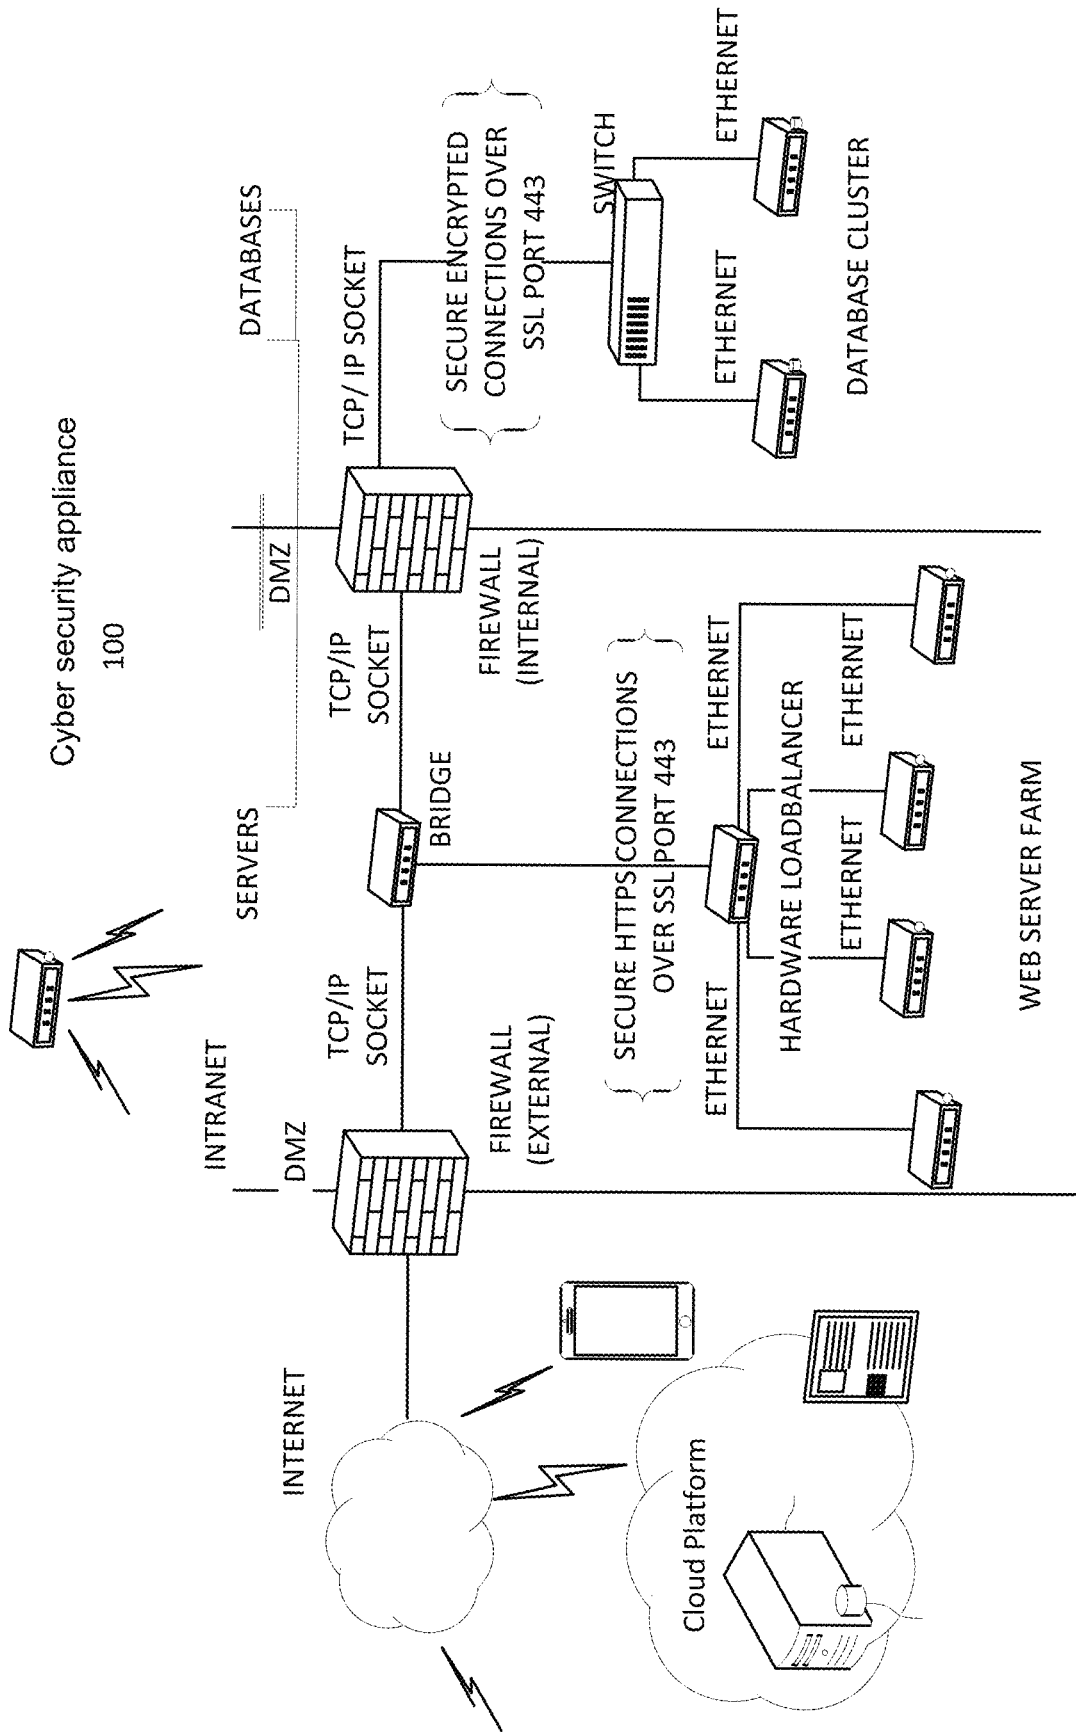 Cyber security appliance
100
INTRANET
SERVERS
DATABASES
INTERNET
DMZ
DMZ
TCP/IP
SOCKET
TCP/IP
SOCKET
TCP/ IP SOCKET
BRIDGE
FIREWALL
(EXTERNAL)
FIREWALL
(INTERNAL)
SECURE ENCRYPTED
CONNECTIONS OVER
SSL PORT 443
SWITCH
SECURE HTTPS CONNECTIONS
OVER SSL PORT 443
ETHERNET
ETHERNET
ETHERNET
ETHERNET
HARDWARE LOADBALANCER
ETHERNET
ETHERNET
DATABASE CLUSTER
Cloud Platform
WEB SERVER FARM